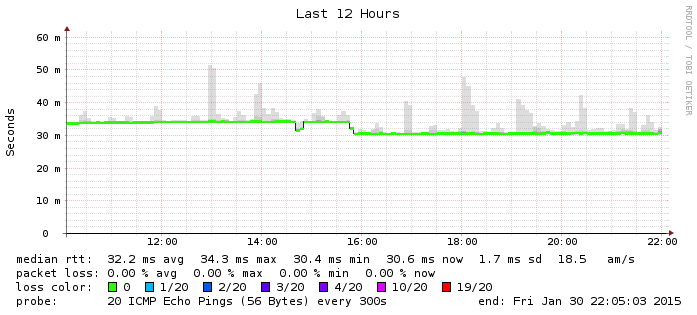 Last 12 Hours
RRDTOOL / TOBI OETIKER
Seconds
60 m
50 m
40 m
30 m
20 m
10 m
0
12:00 14:00 16:00 18:00 20:00 22:00
median rtt: 32.2 ms avg 34.3 ms max 30.4 ms min 30.6 ms now 1.7 ms sd 18.5 am/s
packet loss: 0.00 % avg 0.00 % max 0.00 % min 0.00 % now
loss color: 0 1/20 2/20 3/20 4/20 10/20 19/20
probe: 20 ICMP Echo Pings (56 Bytes) every 300s end: Fri Jan 30 22:05:03 2015